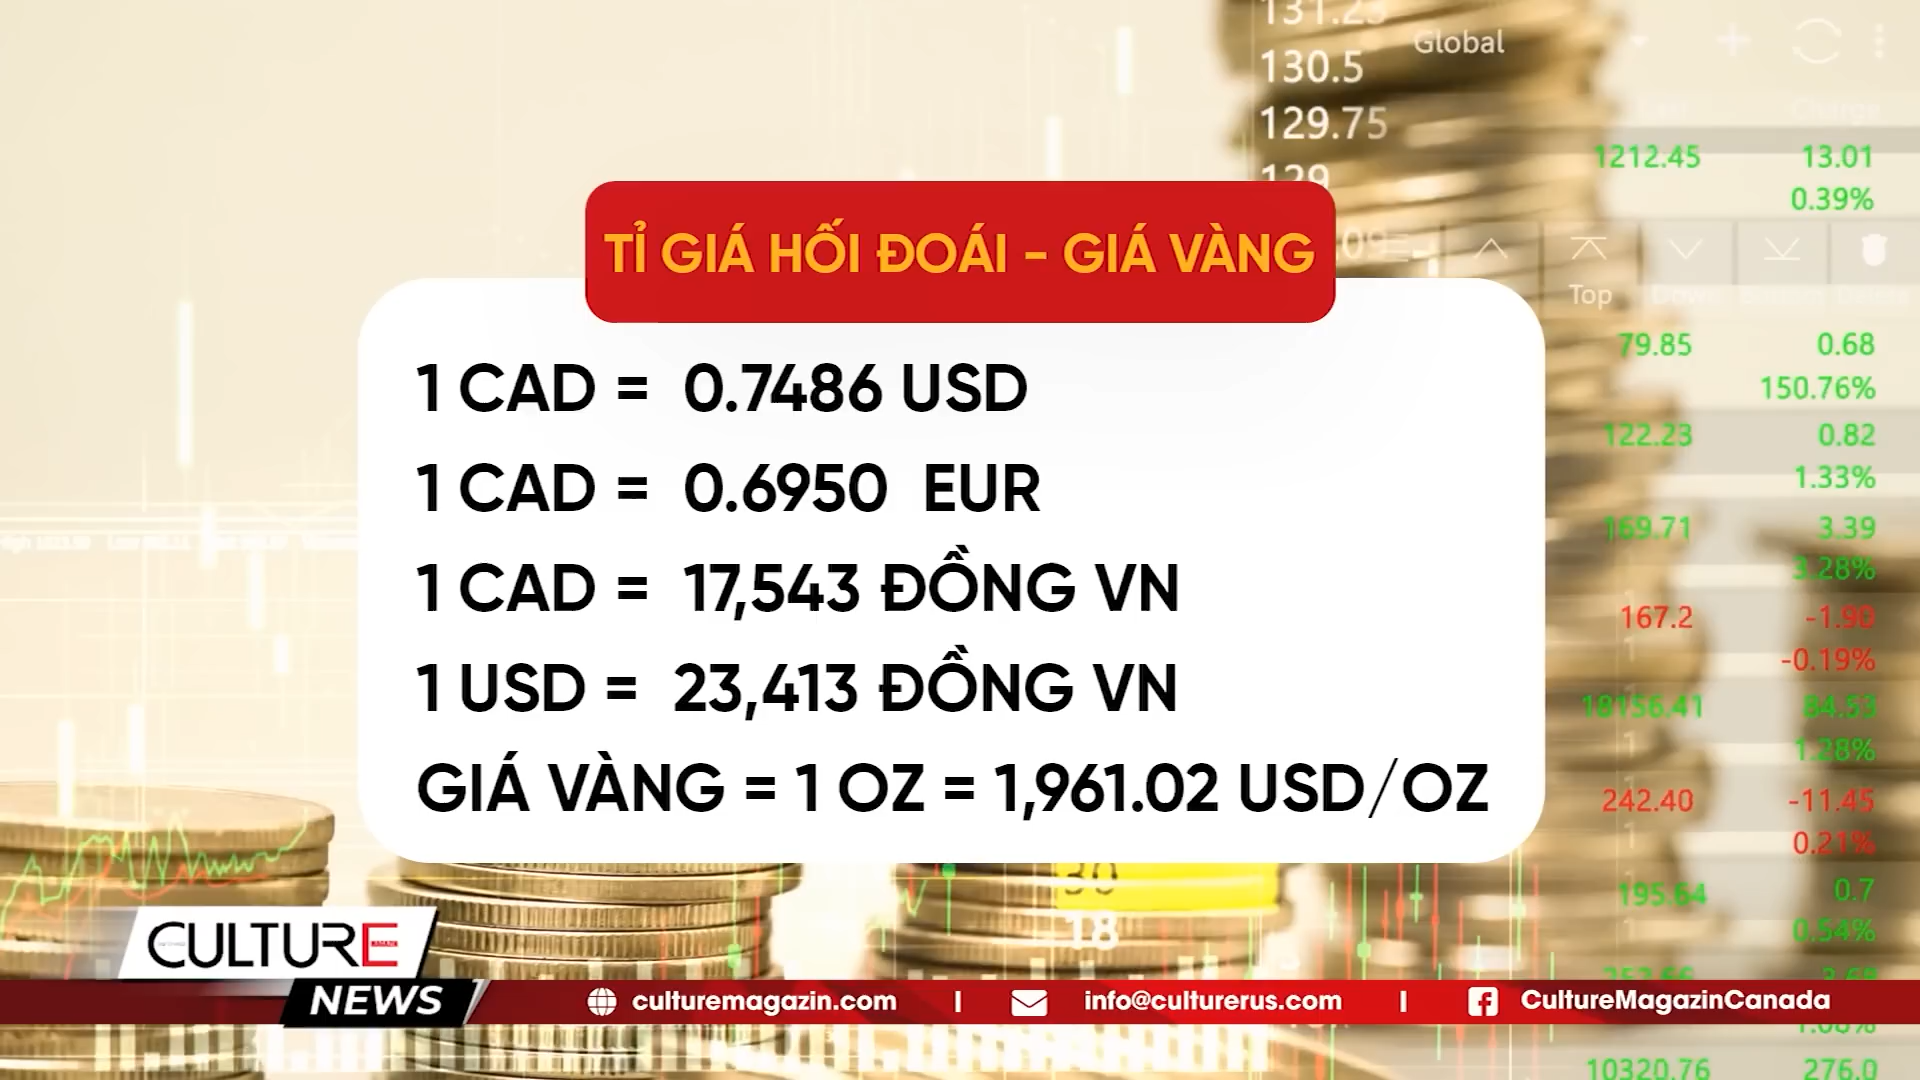 131.23
Global
130.5
129.75
129
1212.45 13.01
0.39%
TỈ GIÁ HỐI ĐOÁI - GIÁ VÀNG
Top
79.85 0.68
150.76%
1 CAD = 0.7486 USD
122.23 0.82
1.33%
1 CAD = 0.6950 EUR
169.71 3.39
3.28%
1 CAD = 17,543 ĐỒNG VN
167.2 -1.90
-0.19%
1 USD = 23,413 ĐỒNG VN
18156.41 84.53
1.28%
GIÁ VÀNG = 1 OZ = 1,961.02 USD/OZ
242.40 -11.45
0.21%
30
195.64 0.7
18
0.54%
CULTURE
NEWS
culturemagazin.com | info@culturerus.com | CultureMagazinCanada
10320.76 276.0